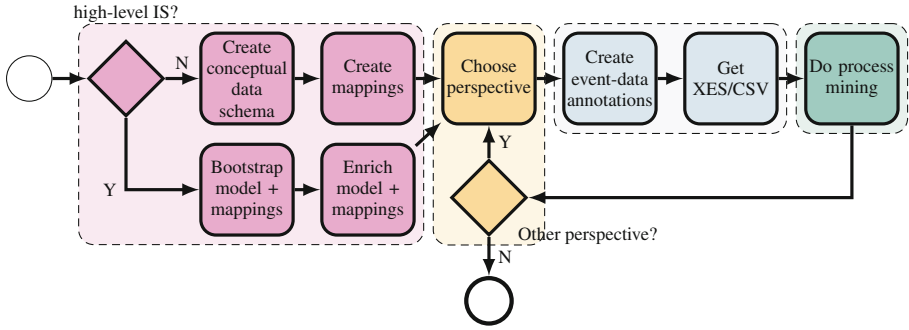 high-level IS?
N
Create
conceptual
data
schema
Create
mappings
Choose
perspective
Create
event-data
annotations
Get
XES/CSV
Do process
mining
Y
Bootstrap
model +
mappings
Enrich
model +
mappings
Y
Other perspective?
N